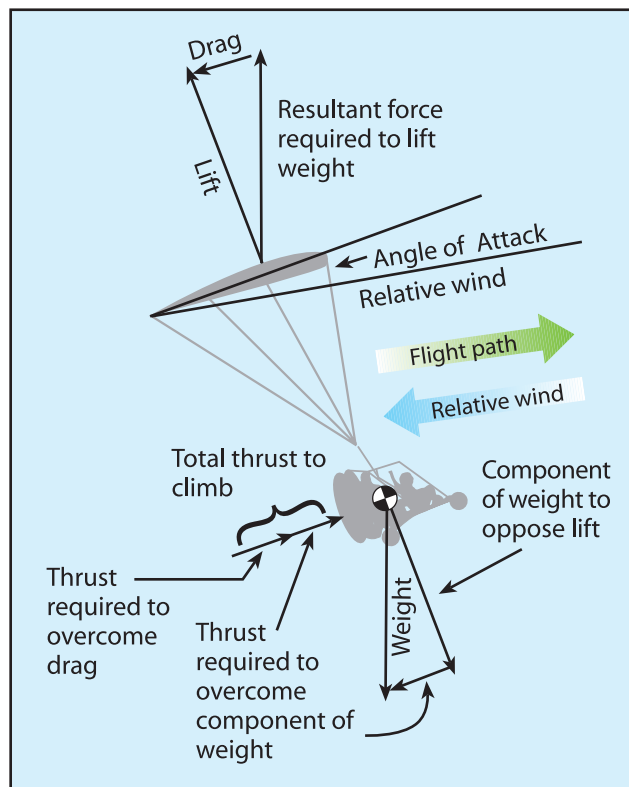 Drag
Resultant force
required to lift
weight
Lift
Angle of Attack
Relative wind
Flight path
Relative wind
Total thrust to
climb
Component
of weight to
oppose lift
Thrust
required to
overcome
drag
Thrust
required to
overcome
component of
weight
Weight